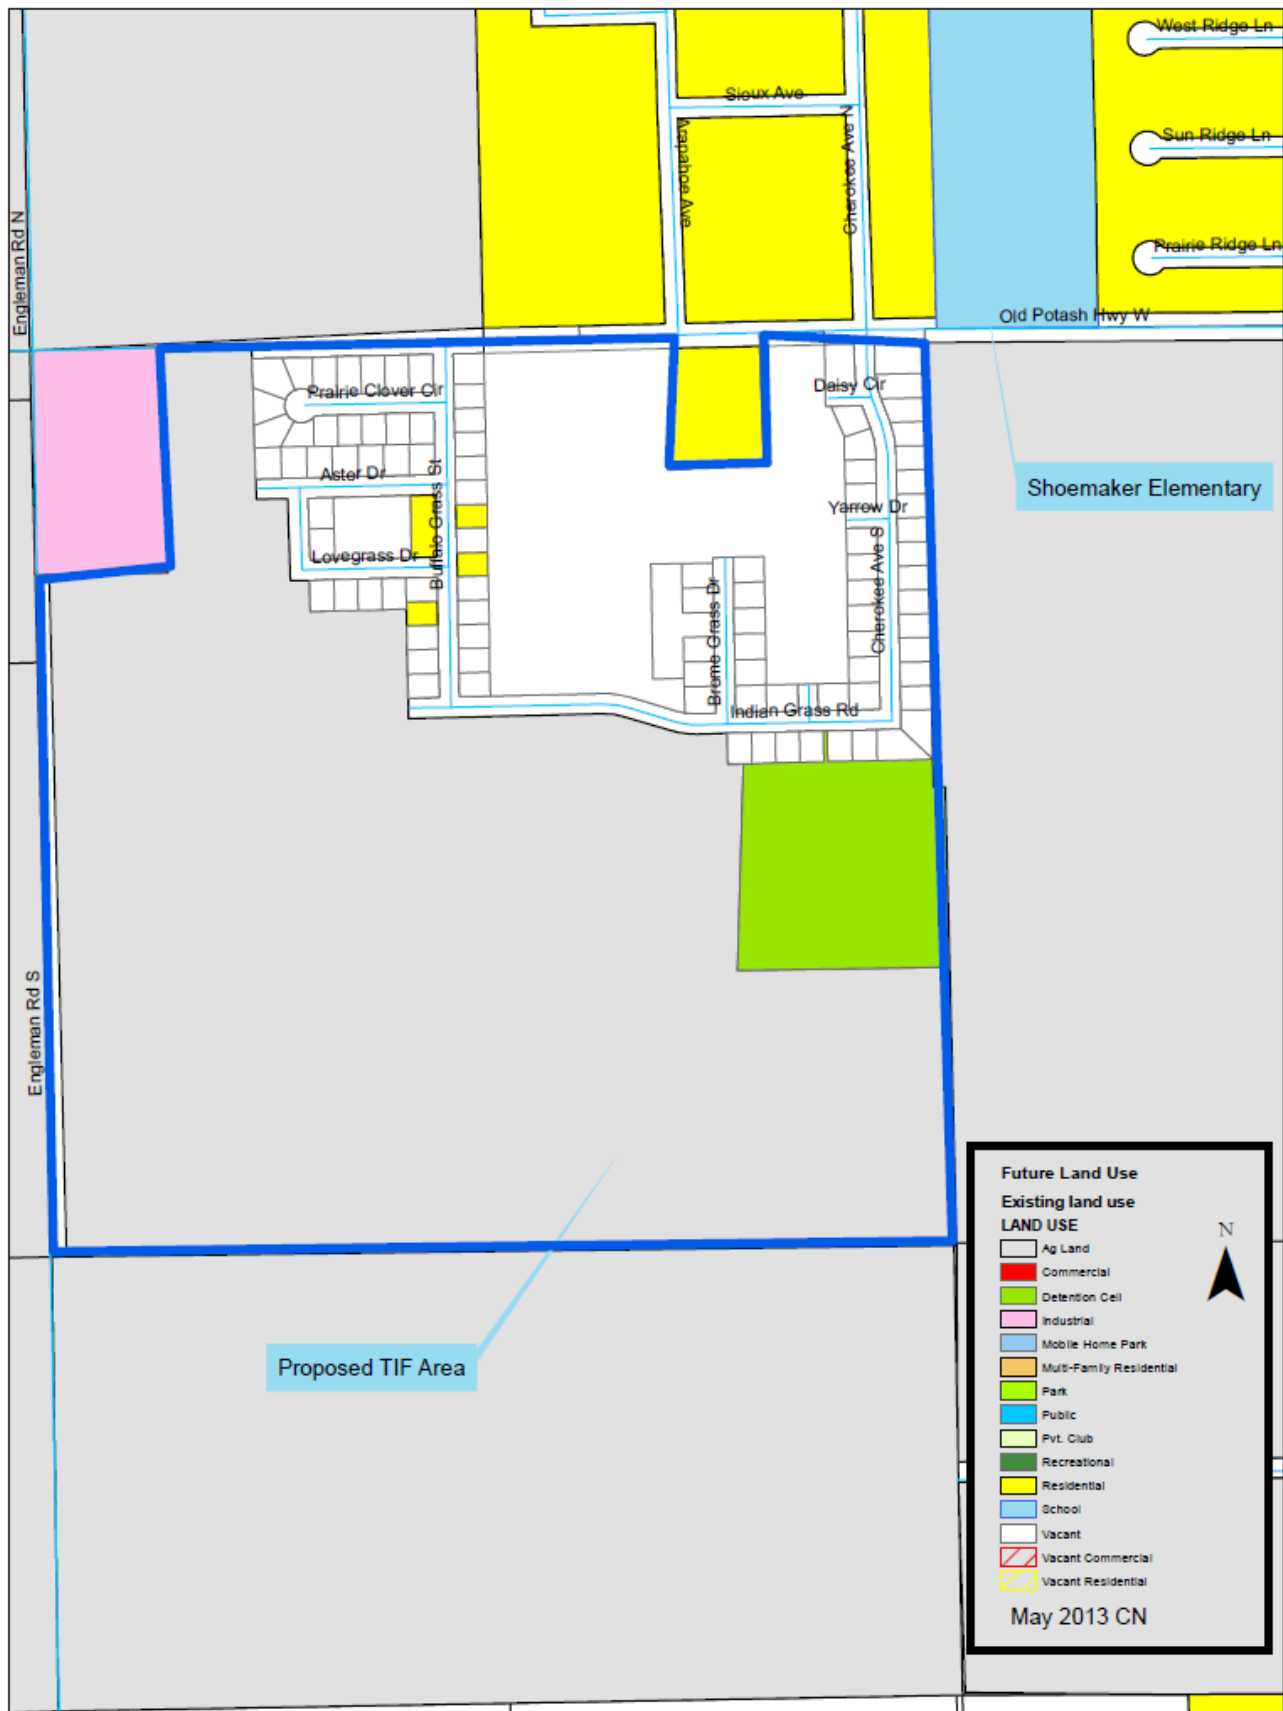 West Ridge Ln
Sioux Ave
Arapahoe Ave
Cherokee Ave N
Sun Ridge Ln
Engleman Rd N
Prairie Ridge Ln
Old Potash Hwy W
Prairie Clover Cir
Daisy Cir
Aster Dr
Shoemaker Elementary
Buffalo Grass St
Yarrow Dr
Lovegrass Dr
Cherokee Ave S
Brome Grass Dr
Indian Grass Rd
Engleman Rd S
Proposed TIF Area
Future Land Use
Existing land use
LAND USE
N
Ag Land
Commercial
Detention Cell
Industrial
Mobile Home Park
Multi-Family Residential
Park
Public
Pvt. Club
Recreational
Residential
School
Vacant
Vacant Commercial
Vacant Residential
May 2013 CN